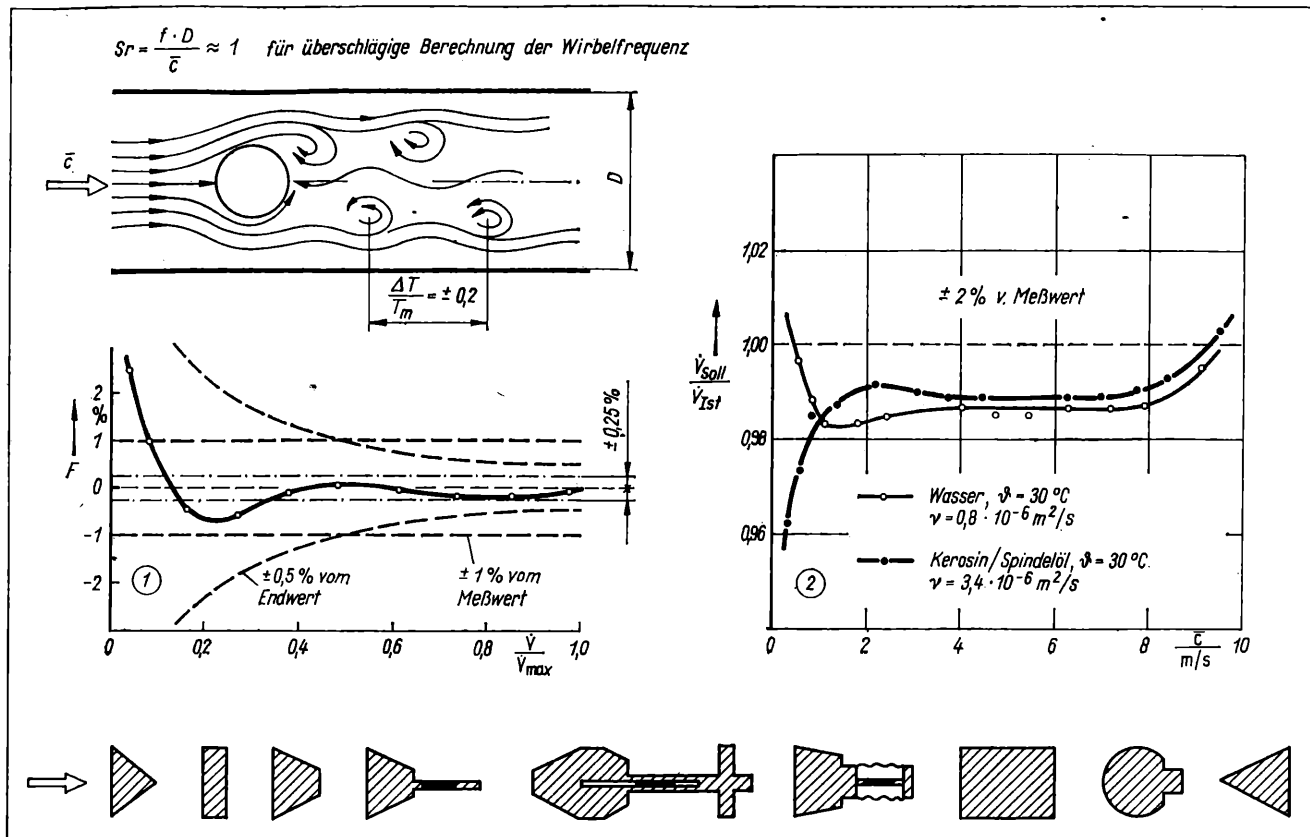 Sr = f · D / c̄ ≈ 1 für überschlägige Berechnung der Wirbelfrequenz
c̄
D
ΔT / Tm = ± 0,2
2
%
1
F
0
-1
-2
± 0,25 %
1
± 0,5 % vom
Endwert
± 1 % vom
Meßwert
0
0,2
0,4
0,6
0,8
1,0
V̇ / V̇max
1,02
± 2 % v. Meßwert
1,00
V̇Soll / V̇Ist
0,98
Wasser, ϑ = 30 °C
ν = 0,8 · 10⁻⁶ m²/s
0,96
Kerosin/Spindelöl, ϑ = 30 °C.
ν = 3,4 · 10⁻⁶ m²/s
2
0
2
4
6
8
10
c̄ / m/s